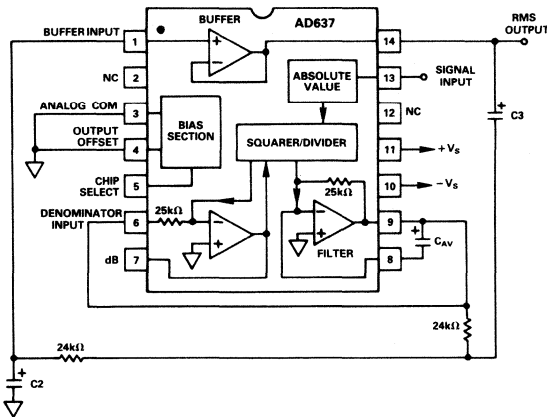 BUFFER
AD637
RMS
OUTPUT
BUFFER INPUT
1
14
NC
2
ABSOLUTE
VALUE
13
SIGNAL
INPUT
ANALOG COM
3
BIAS
SECTION
12
NC
C3
OUTPUT
OFFSET
4
SQUARER/DIVIDER
11
+VS
CHIP
SELECT
5
25kΩ
10
-VS
DENOMINATOR
INPUT
6
25kΩ
9
CAV
dB
7
FILTER
8
24kΩ
24kΩ
C2